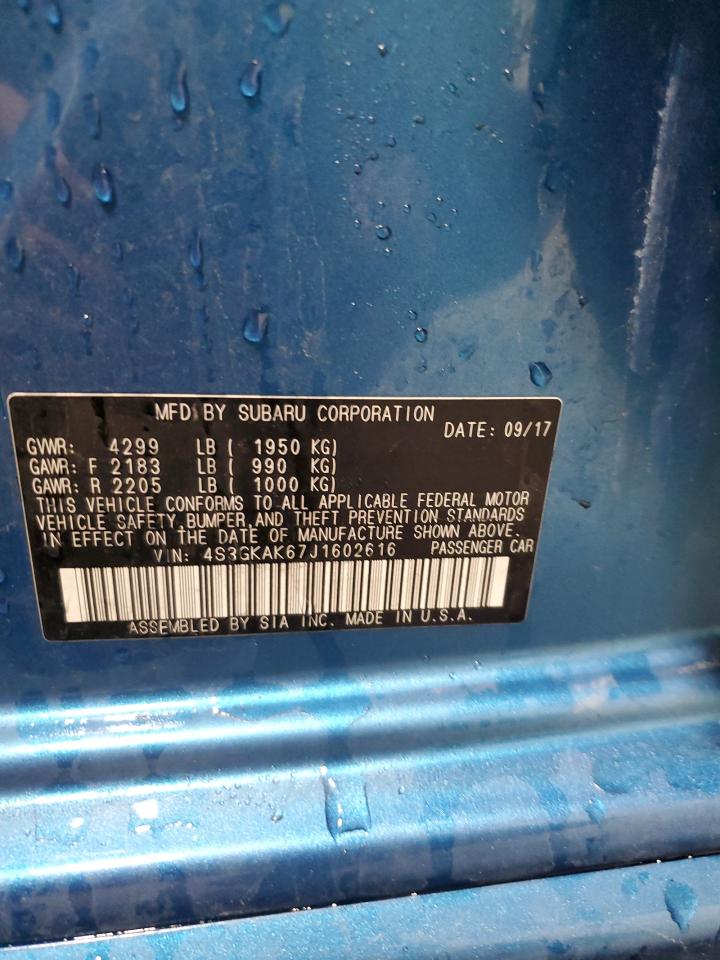 MFD BY SUBARU CORPORATION
DATE: 09/17
GVWR: 4299 LB ( 1950 KG)
GAWR: F 2183 LB ( 990 KG)
GAWR: R 2205 LB ( 1000 KG)
THIS VEHICLE CONFORMS TO ALL APPLICABLE FEDERAL MOTOR
VEHICLE SAFETY, BUMPER, AND THEFT PREVENTION STANDARDS
IN EFFECT ON THE DATE OF MANUFACTURE SHOWN ABOVE.
VIN: 4S3GKAK67J1602616 PASSENGER CAR
ASSEMBLED BY SIA INC. MADE IN U.S.A.